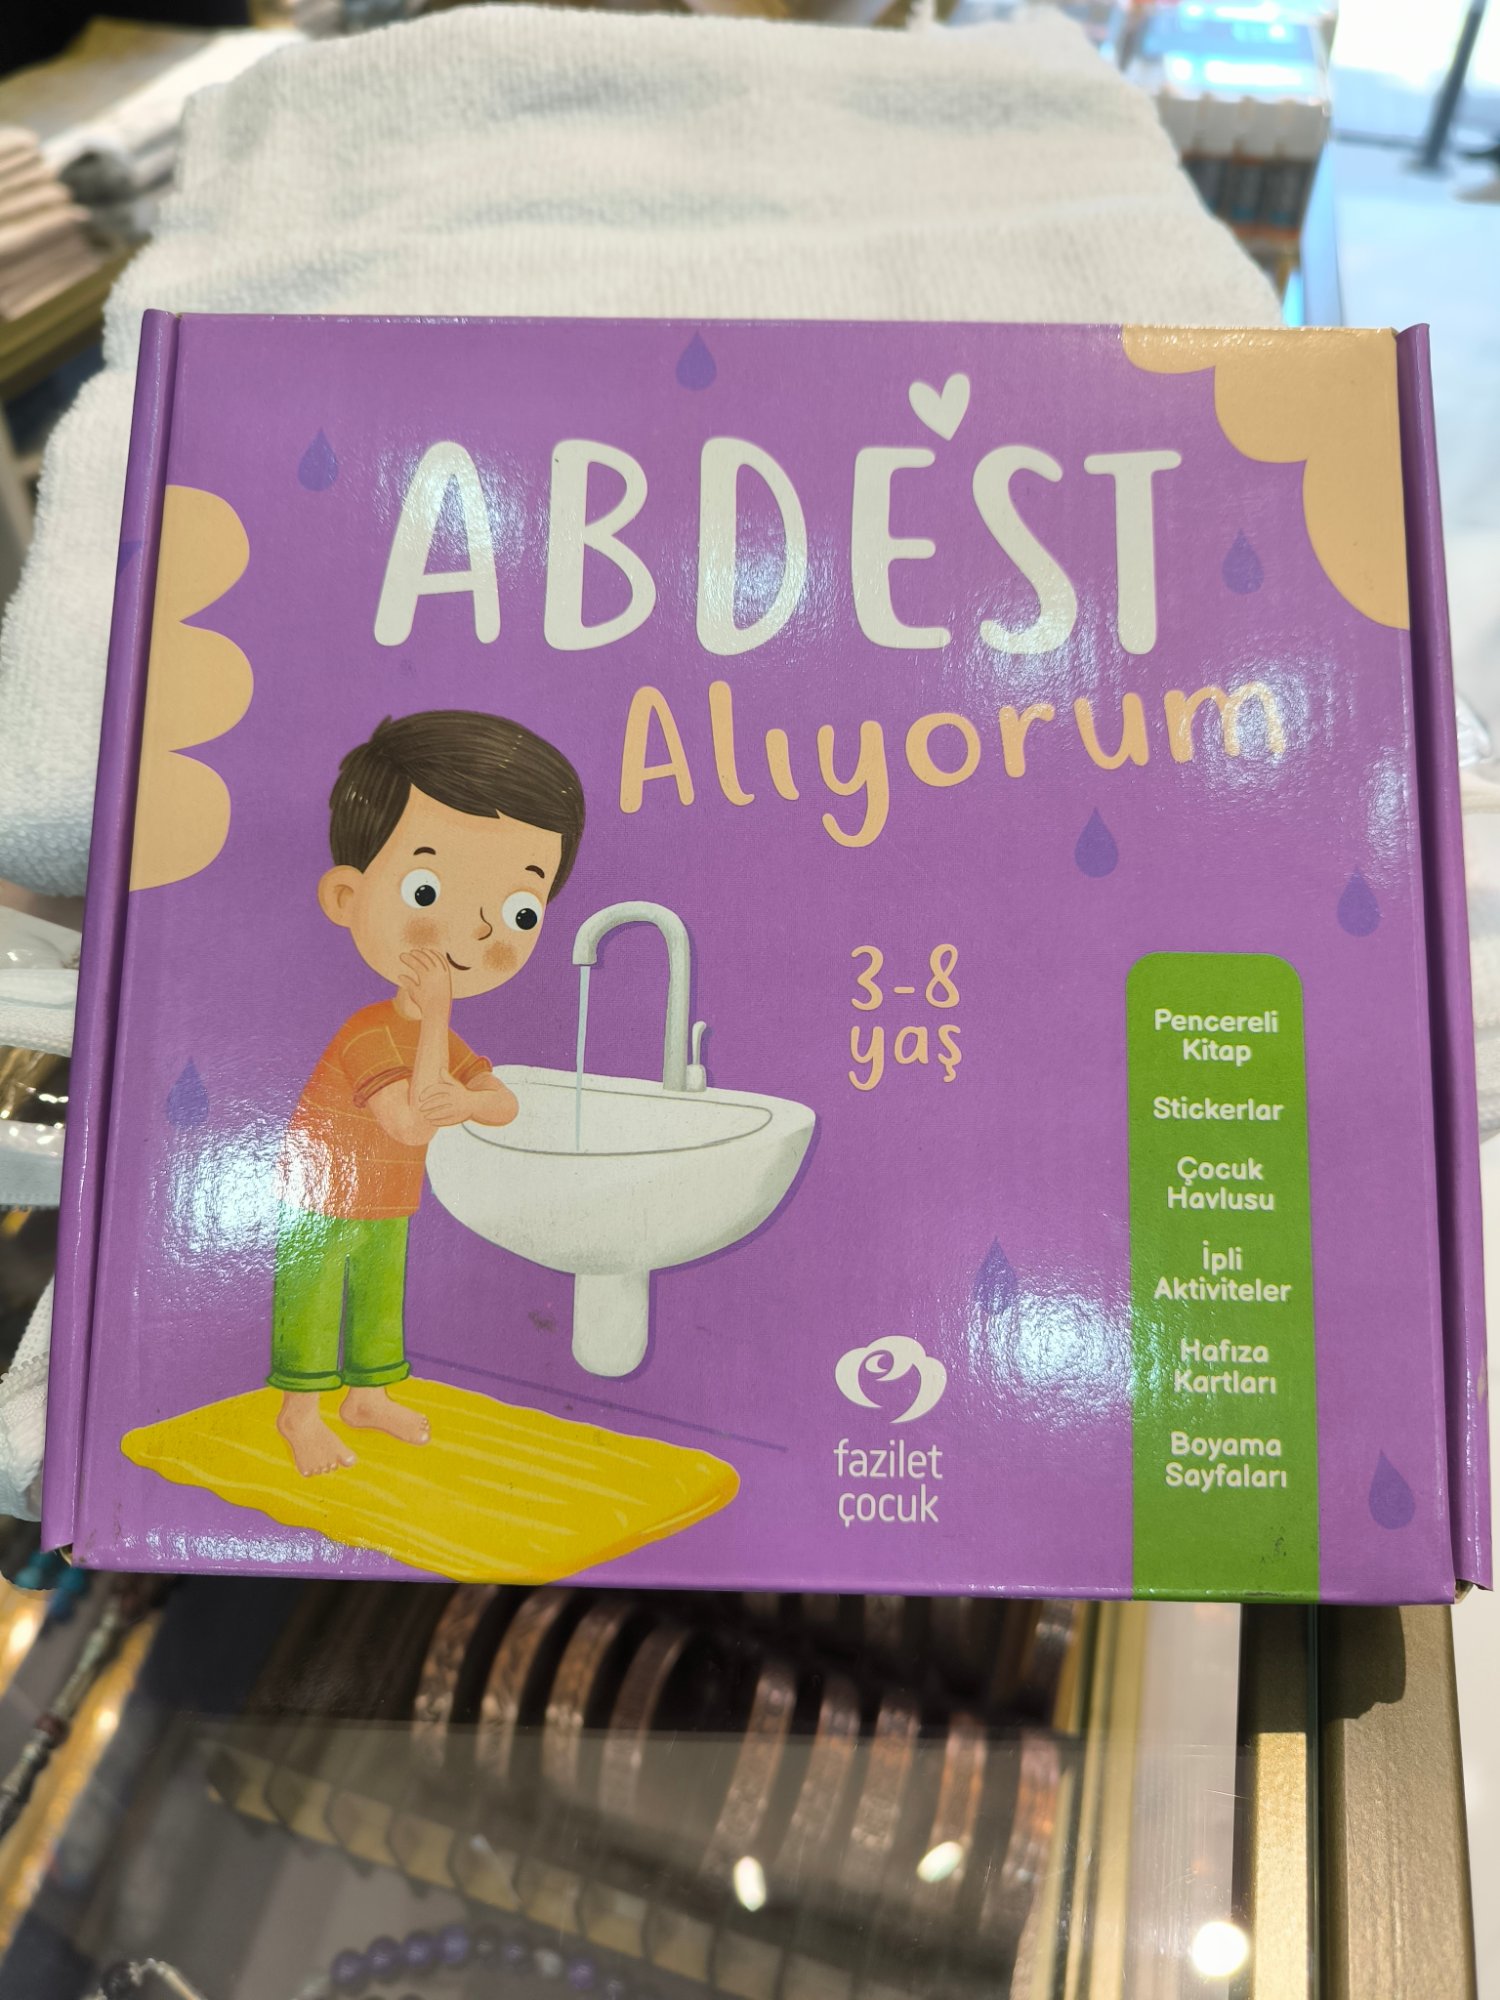 ABDEST
Alıyorum
3-8
yaş
Pencereli
Kitap
Stickerlar
Çocuk
Havlusu
İpli
Aktiviteler
Hafıza
Kartları
Boyama
Sayfaları
fazilet
çocuk